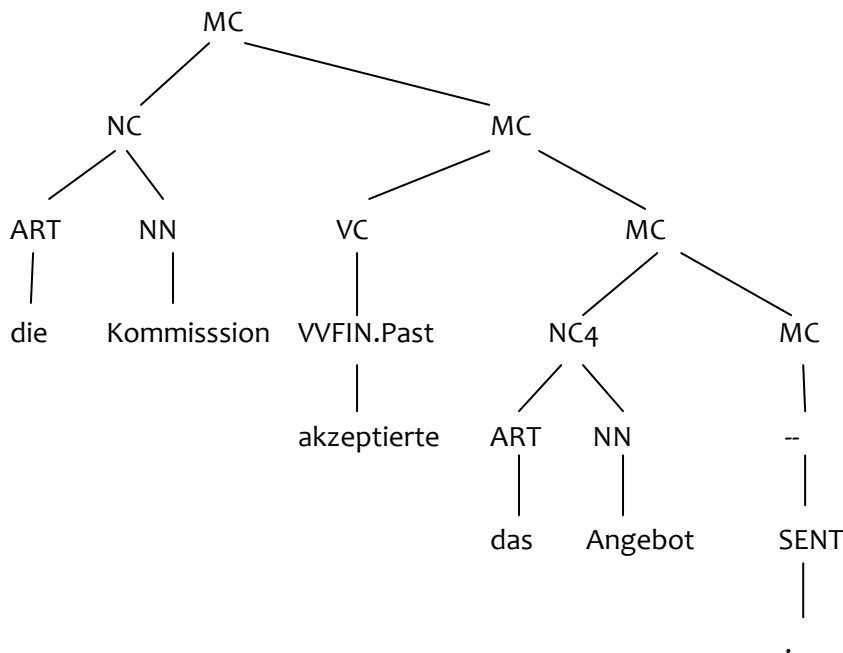 MC
NC MC
ART NN VC MC
die Kommisssion VVFIN.Past NC4 MC
akzeptierte ART NN --
das Angebot SENT
.